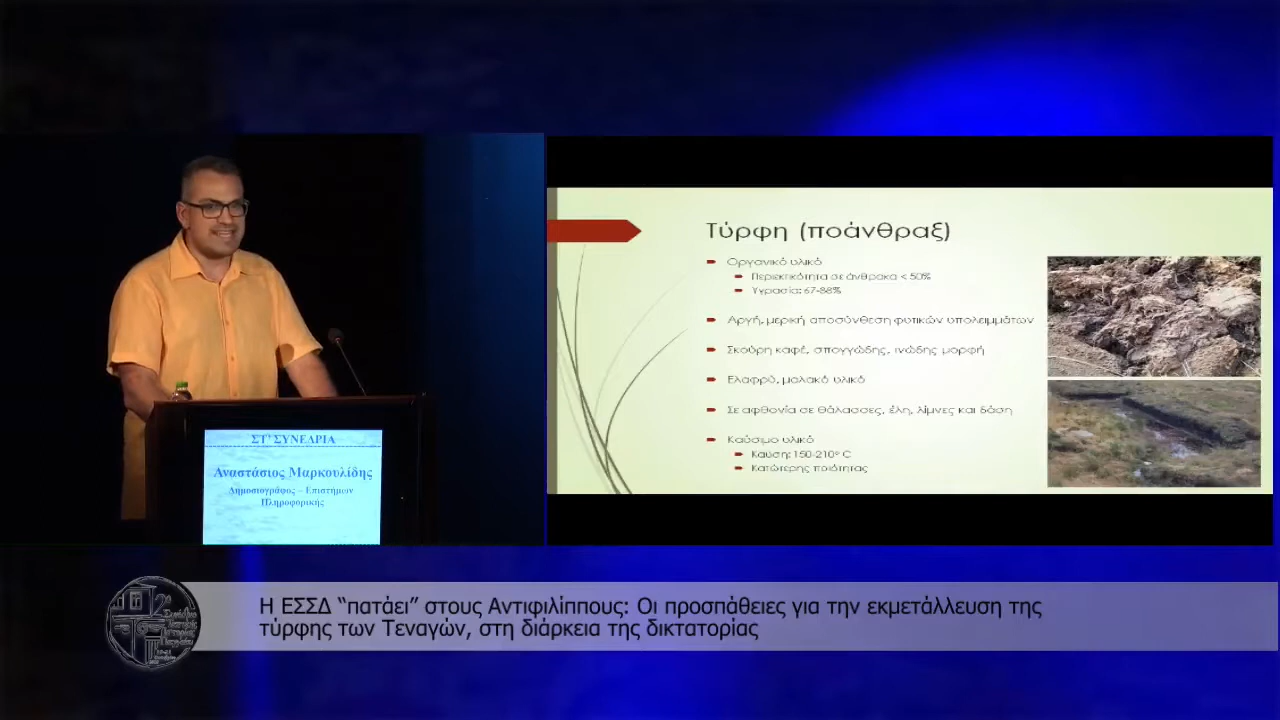 Τύρφη (ποάνθραξ)
Οργανικό υλικό
Περιεκτικότητα σε άνθρακα < 50%
Υγρασία: 67-88%
Αργή, μερική αποσύνθεση φυτικών υπολειμμάτων
Σκούρη καφέ, σπογγώδης, ινώδης μορφή
Ελαφρύ, μαλακό υλικό
Σε αφθονία σε θάλασσες, έλη, λίμνες και δάση
Καύσιμο υλικό
Καύση: 150-210° C
Κατώτερης ποιότητας
ΣΤ' ΣΥΝΕΔΡΙΑ
Αναστάσιος Μαρκουλίδης
Δημοσιογράφος – Επιστήμων
Πληροφορικής
2ο
Συνέδριο
Η ΕΣΣΔ “πατάει” στους Αντιφιλίππους: Οι προσπάθειες για την εκμετάλλευση της
τύρφης των Τεναγών, στη διάρκεια της δικτατορίας